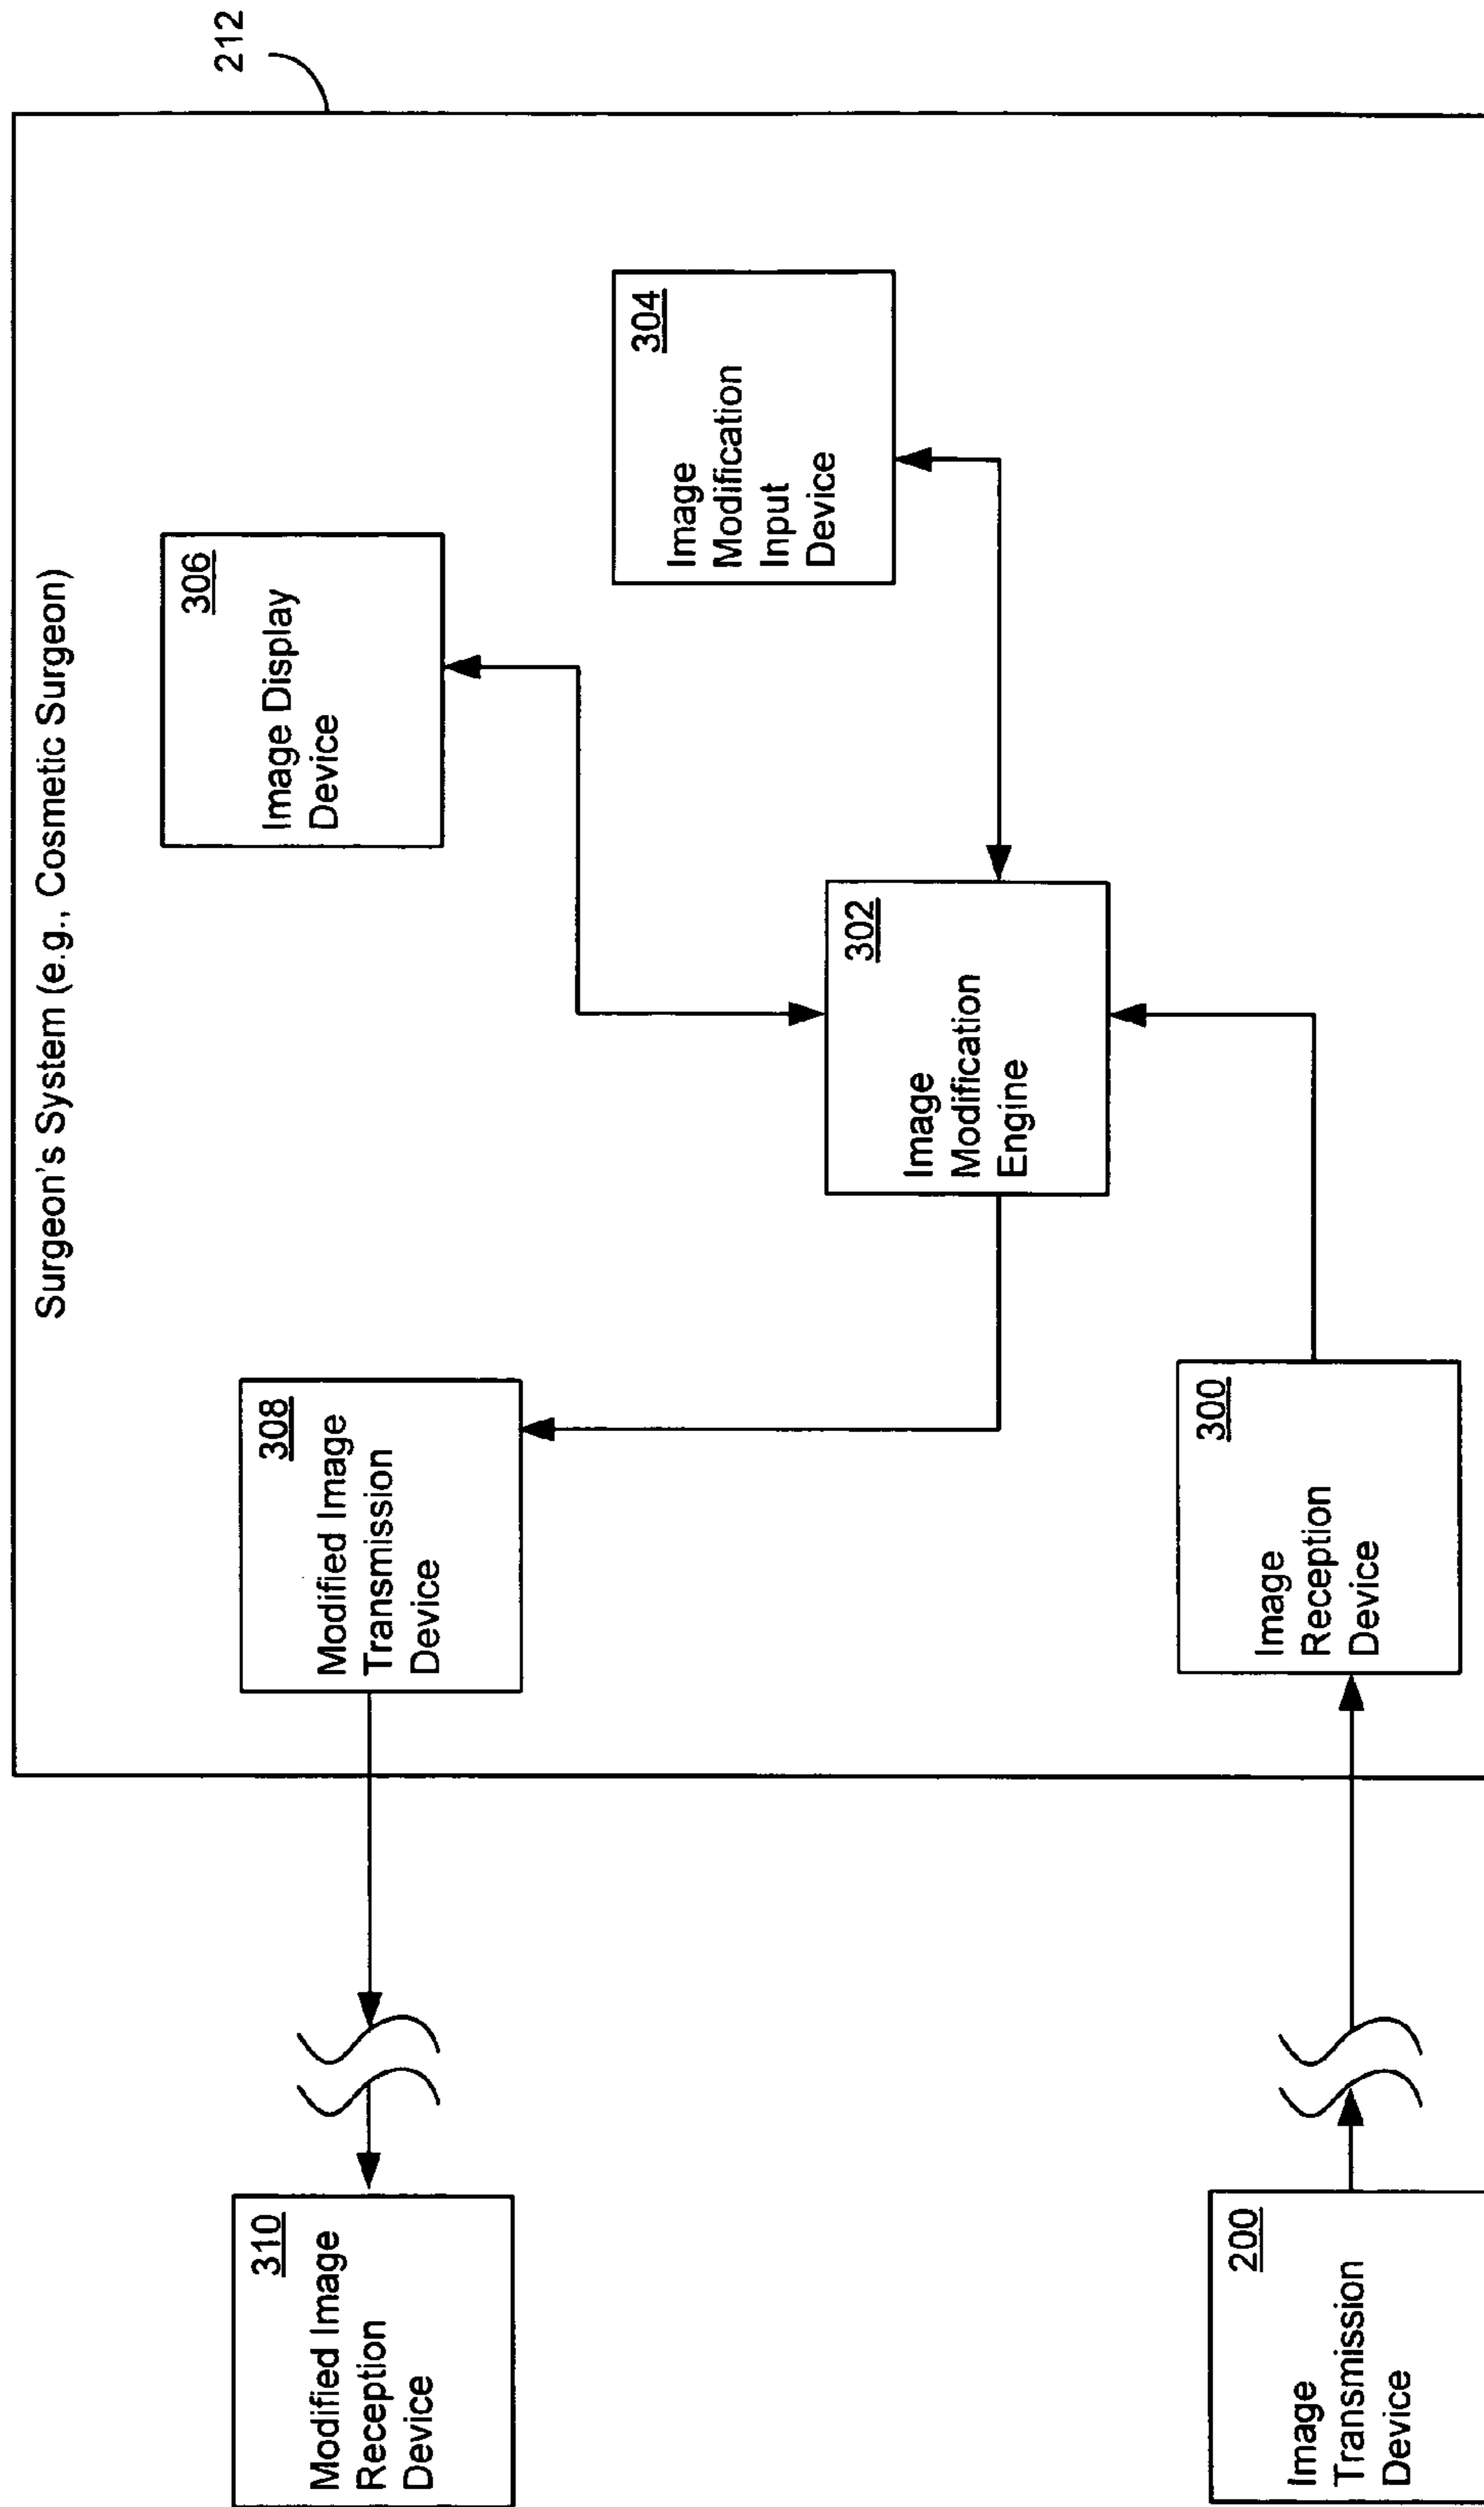 Surgeon's System (e.g., Cosmetic Surgeon)
212
306
Image Display
Device
304
Image
Modification
Input
Device
308
Modified Image
Transmission
Device
302
Image
Modification
Engine
310
Modified Image
Reception
Device
300
Image
Reception
Device
200
Image
Transmission
Device